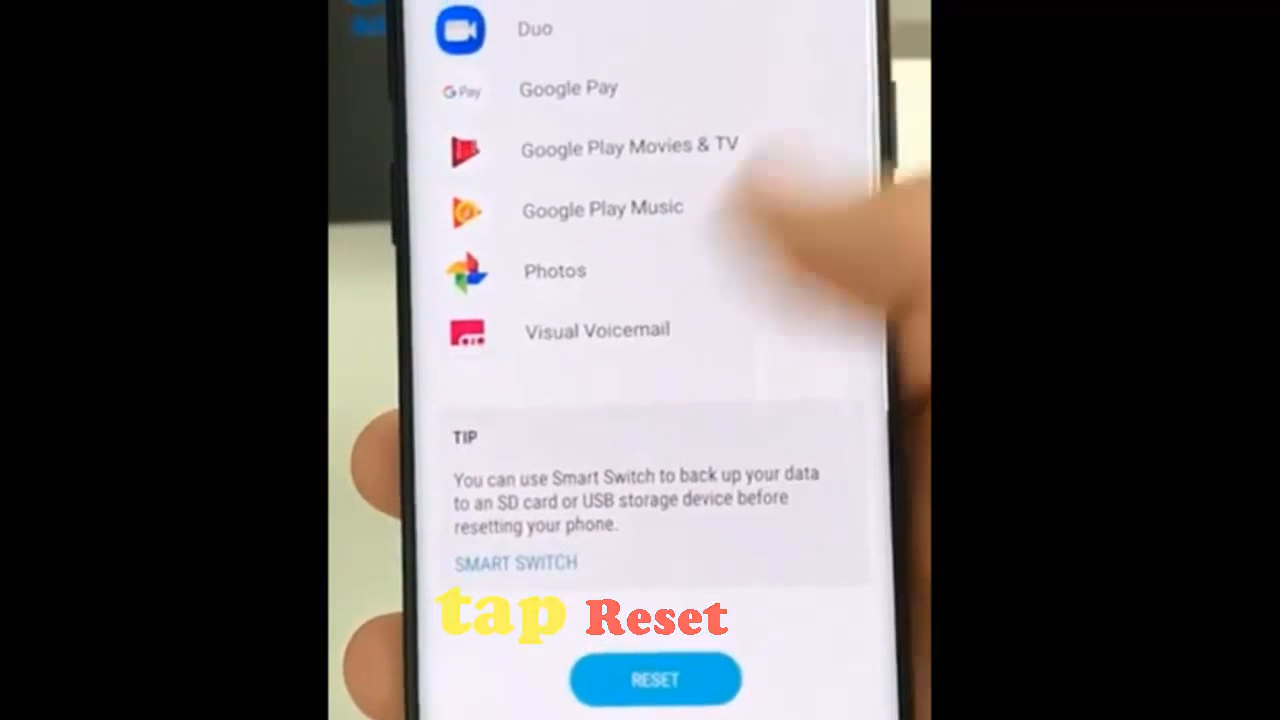 Duo
G Pay Google Pay
Google Play Movies & TV
Google Play Music
Photos
Visual Voicemail
TIP
You can use Smart Switch to back up your data
to an SD card or USB storage device before
resetting your phone.
SMART SWITCH
tap Reset
RESET